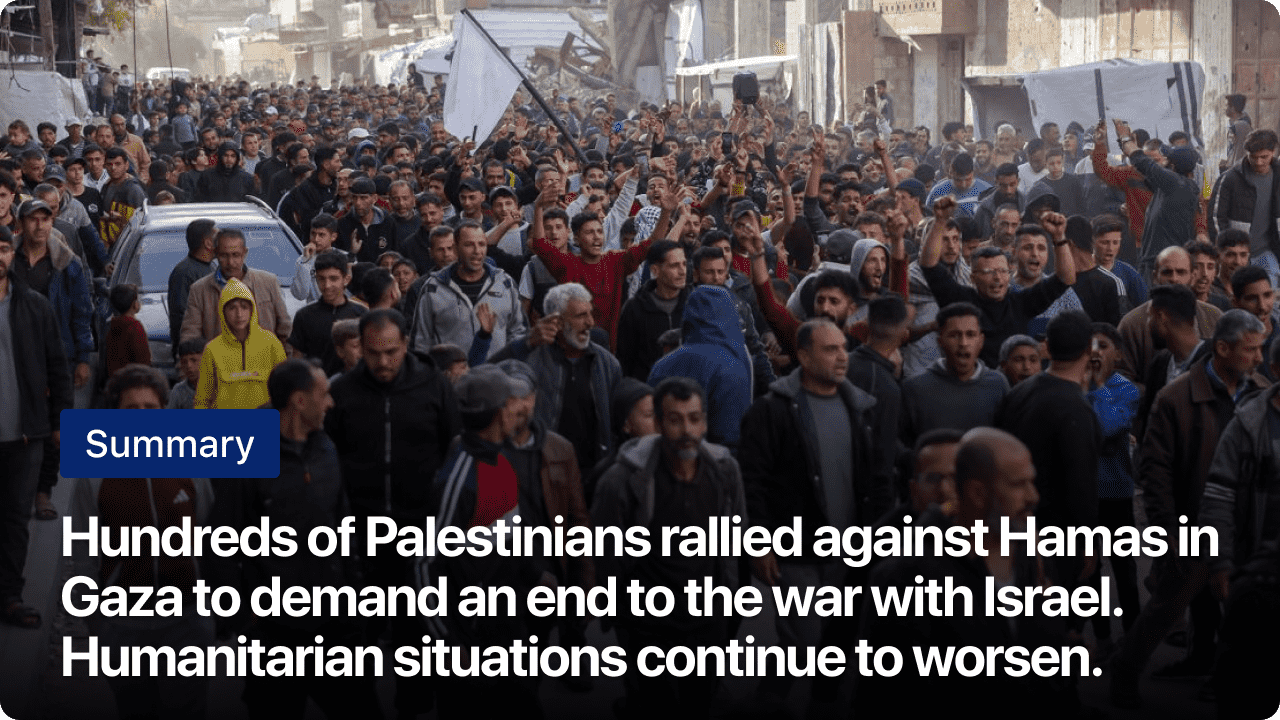 Summary
Hundreds of Palestinians rallied against Hamas in
Gaza to demand an end to the war with Israel.
Humanitarian situations continue to worsen.